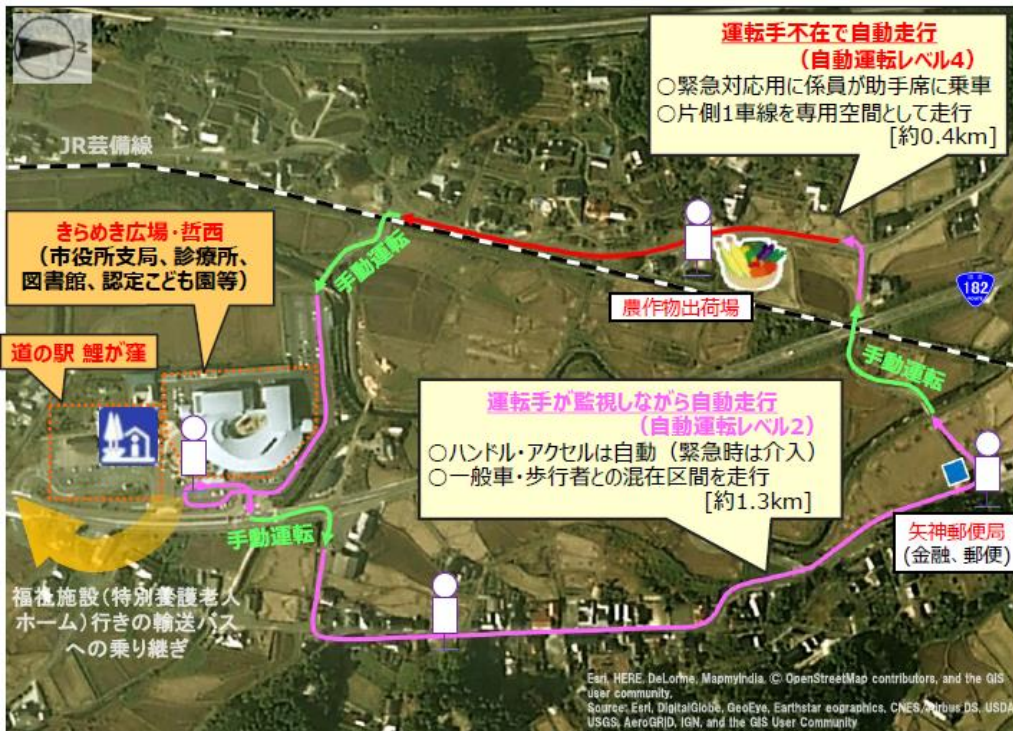 N
運転手不在で自動走行
(自動運転レベル4)
○緊急対応用に係員が助手席に乗車
○片側1車線を専用空間として走行
[約0.4km]
JR芸備線
きらめき広場・哲西
(市役所支局、診療所、
図書館、認定こども園等)
手動運転
農作物出荷場
国道
182
ROUTE
道の駅 鯉が窪
手動運転
運転手が監視しながら自動走行
(自動運転レベル2)
○ハンドル・アクセルは自動(緊急時は介入)
○一般車・歩行者との混在区間を走行
[約1.3km]
手動運転
矢神郵便局
(金融、郵便)
福祉施設(特別養護老人
ホーム)行きの輸送バス
への乗り継ぎ
Esri, HERE, DeLorme, MapmyIndia, © OpenStreetMap contributors, and the GIS
user community,
Source: Esri, DigitalGlobe, GeoEye, Earthstar eographics, CNES/Airbus DS, USDA,
USGS, AeroGRID, IGN, and the GIS User Community